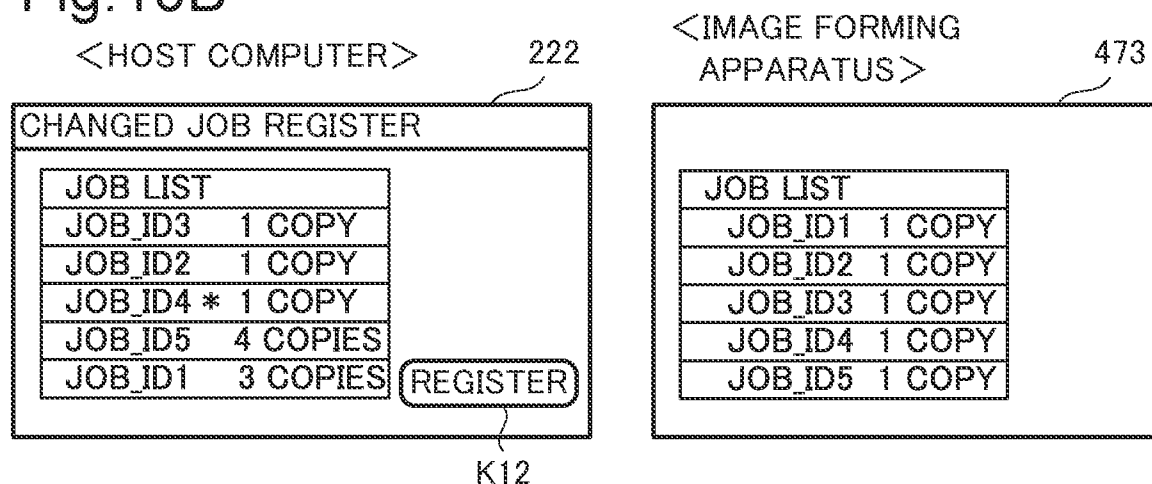 <HOST COMPUTER>
222
CHANGED JOB REGISTER
JOB LIST
JOB_ID3 1 COPY
JOB_ID2 1 COPY
JOB_ID4 * 1 COPY
JOB_ID5 4 COPIES
JOB_ID1 3 COPIES
REGISTER
K12
<IMAGE FORMING
APPARATUS>
473
JOB LIST
JOB_ID1 1 COPY
JOB_ID2 1 COPY
JOB_ID3 1 COPY
JOB_ID4 1 COPY
JOB_ID5 1 COPY